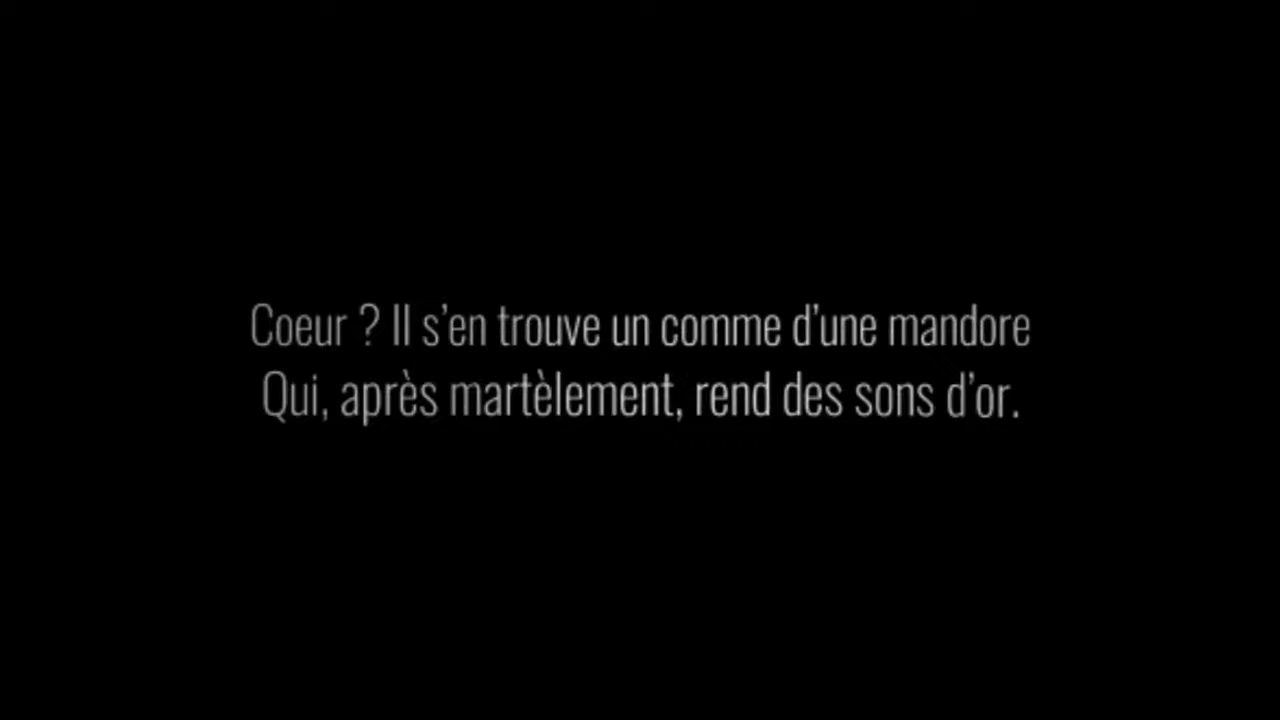 Coeur ? Il s’en trouve un comme d’une mandore
Qui, après martèlement, rend des sons d’or.